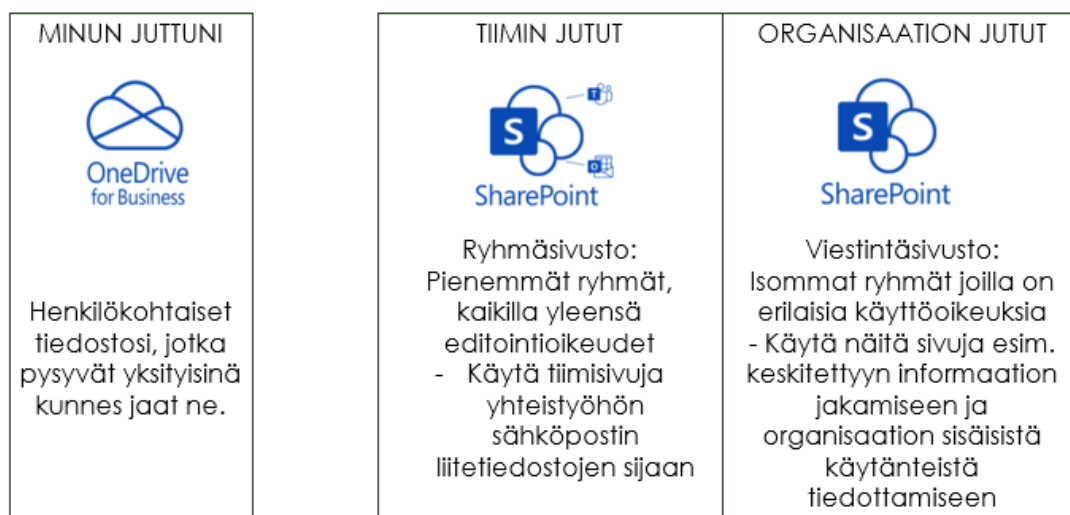 MINUN JUTTUNI
OneDrive
for Business
Henkilökohtaiset
tiedostosi, jotka
pysyvät yksityisinä
kunnes jaat ne.
TIIMIN JUTUT
T
S
O
SharePoint
Ryhmäsivusto:
Pienemmät ryhmät,
kaikilla yleensä
editointioikeudet
- Käytä tiimisivuja
yhteistyöhön
sähköpostin
liitetiedostojen sijaan
ORGANISAATION JUTUT
S
SharePoint
Viestintäsivusto:
Isommat ryhmät joilla on
erilaisia käyttöoikeuksia
- Käytä näitä sivuja esim.
keskitettyyn informaation
jakamiseen ja
organisaation sisäisistä
käytänteistä
tiedottamiseen